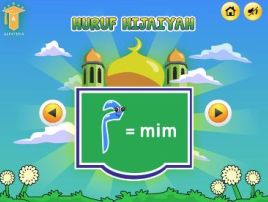 HURUF HIJAIYAH
م = mim